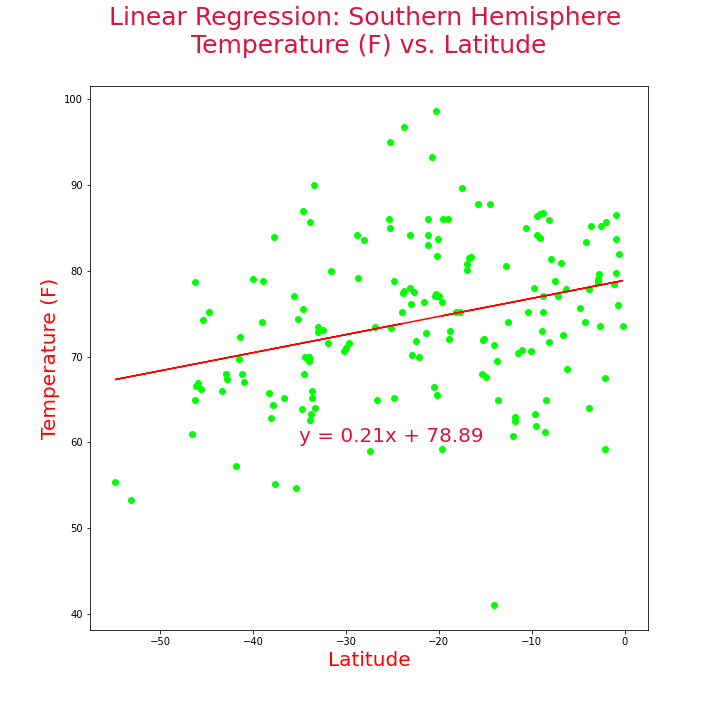 Linear Regression: Southern Hemisphere
Temperature (F) vs. Latitude
100
90
80
70
60
50
40
Temperature (F)
y = 0.21x + 78.89
−50
−40
−30
−20
−10
0
Latitude